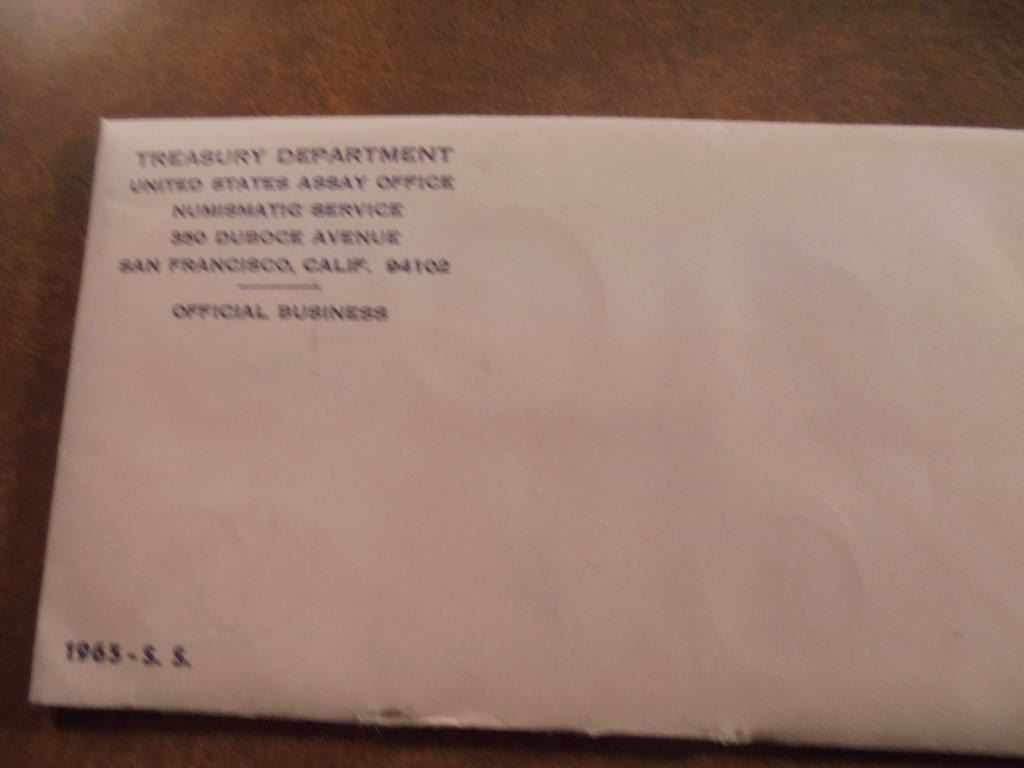 TREASURY DEPARTMENT
UNITED STATES ASSAY OFFICE
NUMISMATIC SERVICE
350 DUBOCE AVENUE
SAN FRANCISCO, CALIF. 94102
OFFICIAL BUSINESS
1965 - S. S.